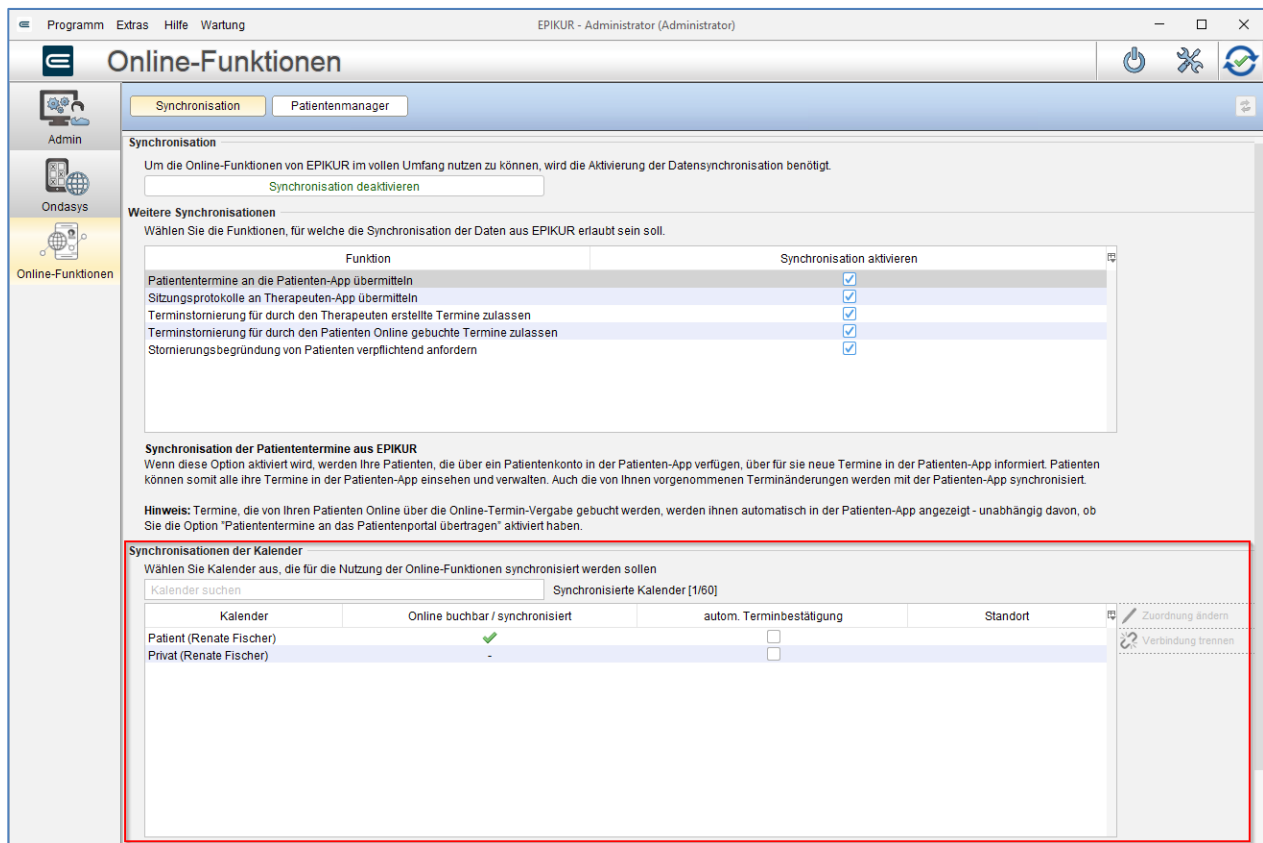 Programm Extras Hilfe Wartung EPIKUR - Administrator (Administrator)
Online-Funktionen
Admin
Ondasys
Online-Funktionen
Synchronisation Patientenmanager
Synchronisation
Um die Online-Funktionen von EPIKUR im vollen Umfang nutzen zu können, wird die Aktivierung der Datensynchronisation benötigt.
Synchronisation deaktivieren
Weitere Synchronisationen
Wählen Sie die Funktionen, für welche die Synchronisation der Daten aus EPIKUR erlaubt sein soll.
Funktion Synchronisation aktivieren
Patiententermine an die Patienten-App übermitteln
Sitzungsprotokolle an Therapeuten-App übermitteln
Terminstornierung für durch den Therapeuten erstellte Termine zulassen
Terminstornierung für durch den Patienten Online gebuchte Termine zulassen
Stornierungsbegründung von Patienten verpflichtend anfordern
Synchronisation der Patiententermine aus EPIKUR
Wenn diese Option aktiviert wird, werden Ihre Patienten, die über ein Patientenkonto in der Patienten-App verfügen, über für sie neue Termine in der Patienten-App informiert. Patienten
können somit alle ihre Termine in der Patienten-App einsehen und verwalten. Auch die von Ihnen vorgenommenen Terminänderungen werden mit der Patienten-App synchronisiert.
Hinweis: Termine, die von Ihren Patienten Online über die Online-Termin-Vergabe gebucht werden, werden ihnen automatisch in der Patienten-App angezeigt - unabhängig davon, ob
Sie die Option "Patiententermine an das Patientenportal übertragen" aktiviert haben.
Synchronisationen der Kalender
Wählen Sie Kalender aus, die für die Nutzung der Online-Funktionen synchronisiert werden sollen
Kalender suchen Synchronisierte Kalender [1/60]
Kalender Online buchbar / synchronisiert autom. Terminbestätigung Standort
Patient (Renate Fischer)
Privat (Renate Fischer) -
Zuordnung ändern
Verbindung trennen